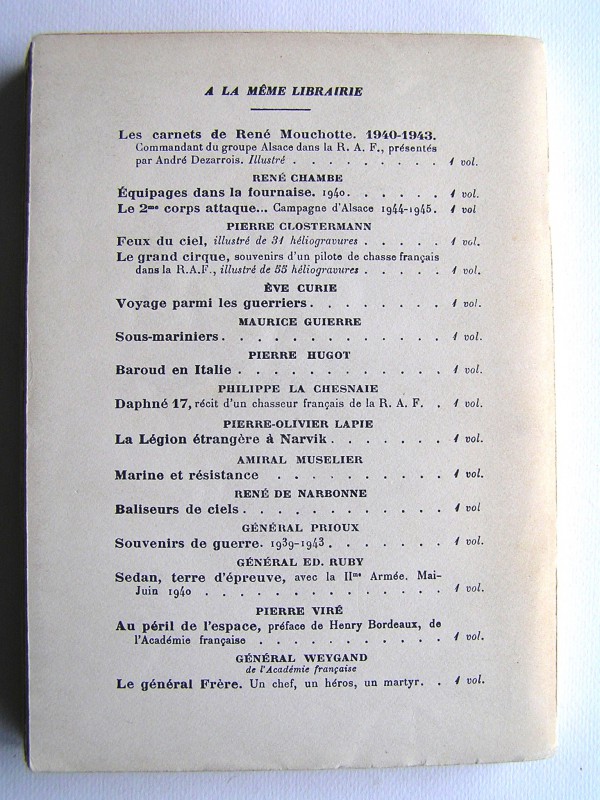 A LA MÊME LIBRAIRIE
Les carnets de René Mouchotte. 1940-1943.
Commandant du groupe Alsace dans la R. A. F., présentés
par André Dezarrois. Illustré . . . . . . . . . 1 vol.
RENÉ CHAMBE
Équipages dans la fournaise. 1940. . . . . . 1 vol.
Le 2me corps attaque... Campagne d'Alsace 1944-1945. 1 vol
PIERRE CLOSTERMANN
Feux du ciel, illustré de 31 héliogravures . . . . . 1 vol.
Le grand cirque, souvenirs d'un pilote de chasse français
dans la R.A.F., illustré de 55 héliogravures . . . . . 1 vol.
ÈVE CURIE
Voyage parmi les guerriers. . . . . . . . 1 vol.
MAURICE GUIERRE
Sous-mariniers. . . . . . . . . . . . . 1 vol.
PIERRE HUGOT
Baroud en Italie . . . . . . . . . . . . 1 vol.
PHILIPPE LA CHESNAIE
Daphné 17, récit d'un chasseur français de la R. A. F. . 1 vol.
PIERRE-OLIVIER LAPIE
La Légion étrangère à Narvik. . . . . . . 1 vol.
AMIRAL MUSELIER
Marine et résistance . . . . . . . . . . 1 vol.
RENÉ DE NARBONNE
Baliseurs de ciels. . . . . . . . . . . . 1 vol.
GÉNÉRAL PRIOUX
Souvenirs de guerre. 1939-1943. . . . . . . 1 vol.
GÉNÉRAL ED. RUBY
Sedan, terre d'épreuve, avec la IIme Armée. Mai-
Juin 1940 . . . . . . . . . . . . . . 1 vol
PIERRE VIRÉ
Au péril de l'espace, préface de Henry Bordeaux, de
l'Académie française . . . . . . . . . . . 1 vol.
GÉNÉRAL WEYGAND
de l'Académie française
Le général Frère. Un chef, un héros, un martyr. . 1 vol.